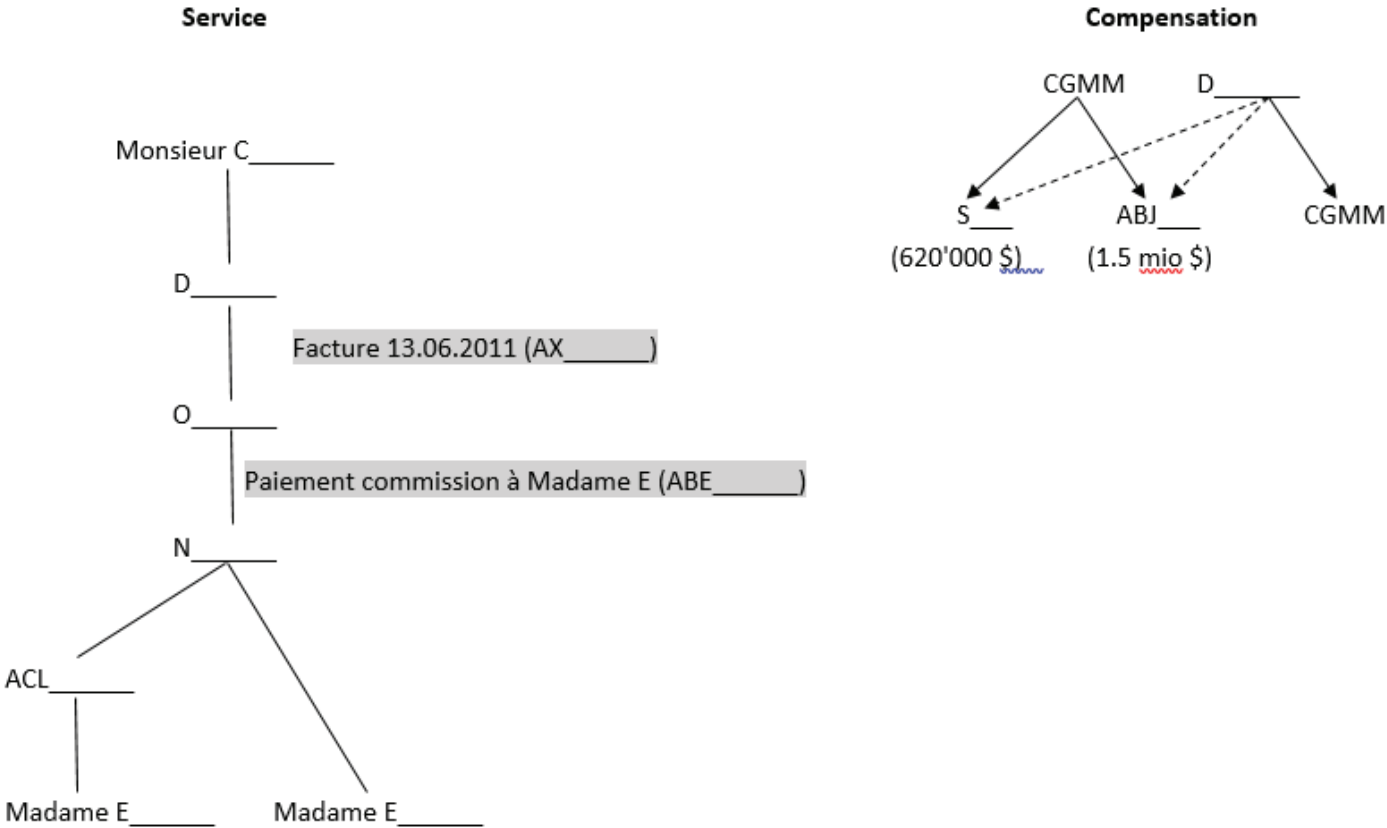 Service
Monsieur C______
D______
Facture 13.06.2011 (AX______)
O______
Paiement commission à Madame E (ABE______)
N______
ACL______
Madame E______ Madame E______
Compensation
CGMM D______
S___ ABJ___ CGMM
(620'000 $) (1.5 mio $)